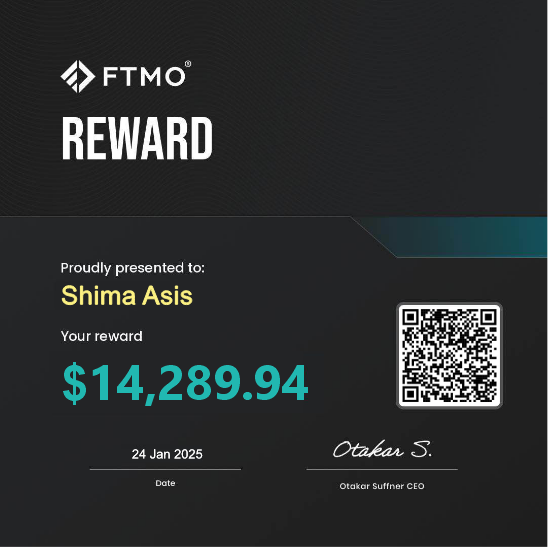 FTMO®
REWARD
Proudly presented to:
Shima Asis
Your reward
$14,289.94
24 Jan 2025
Date
Otakar S.
Otakar Suffner CEO